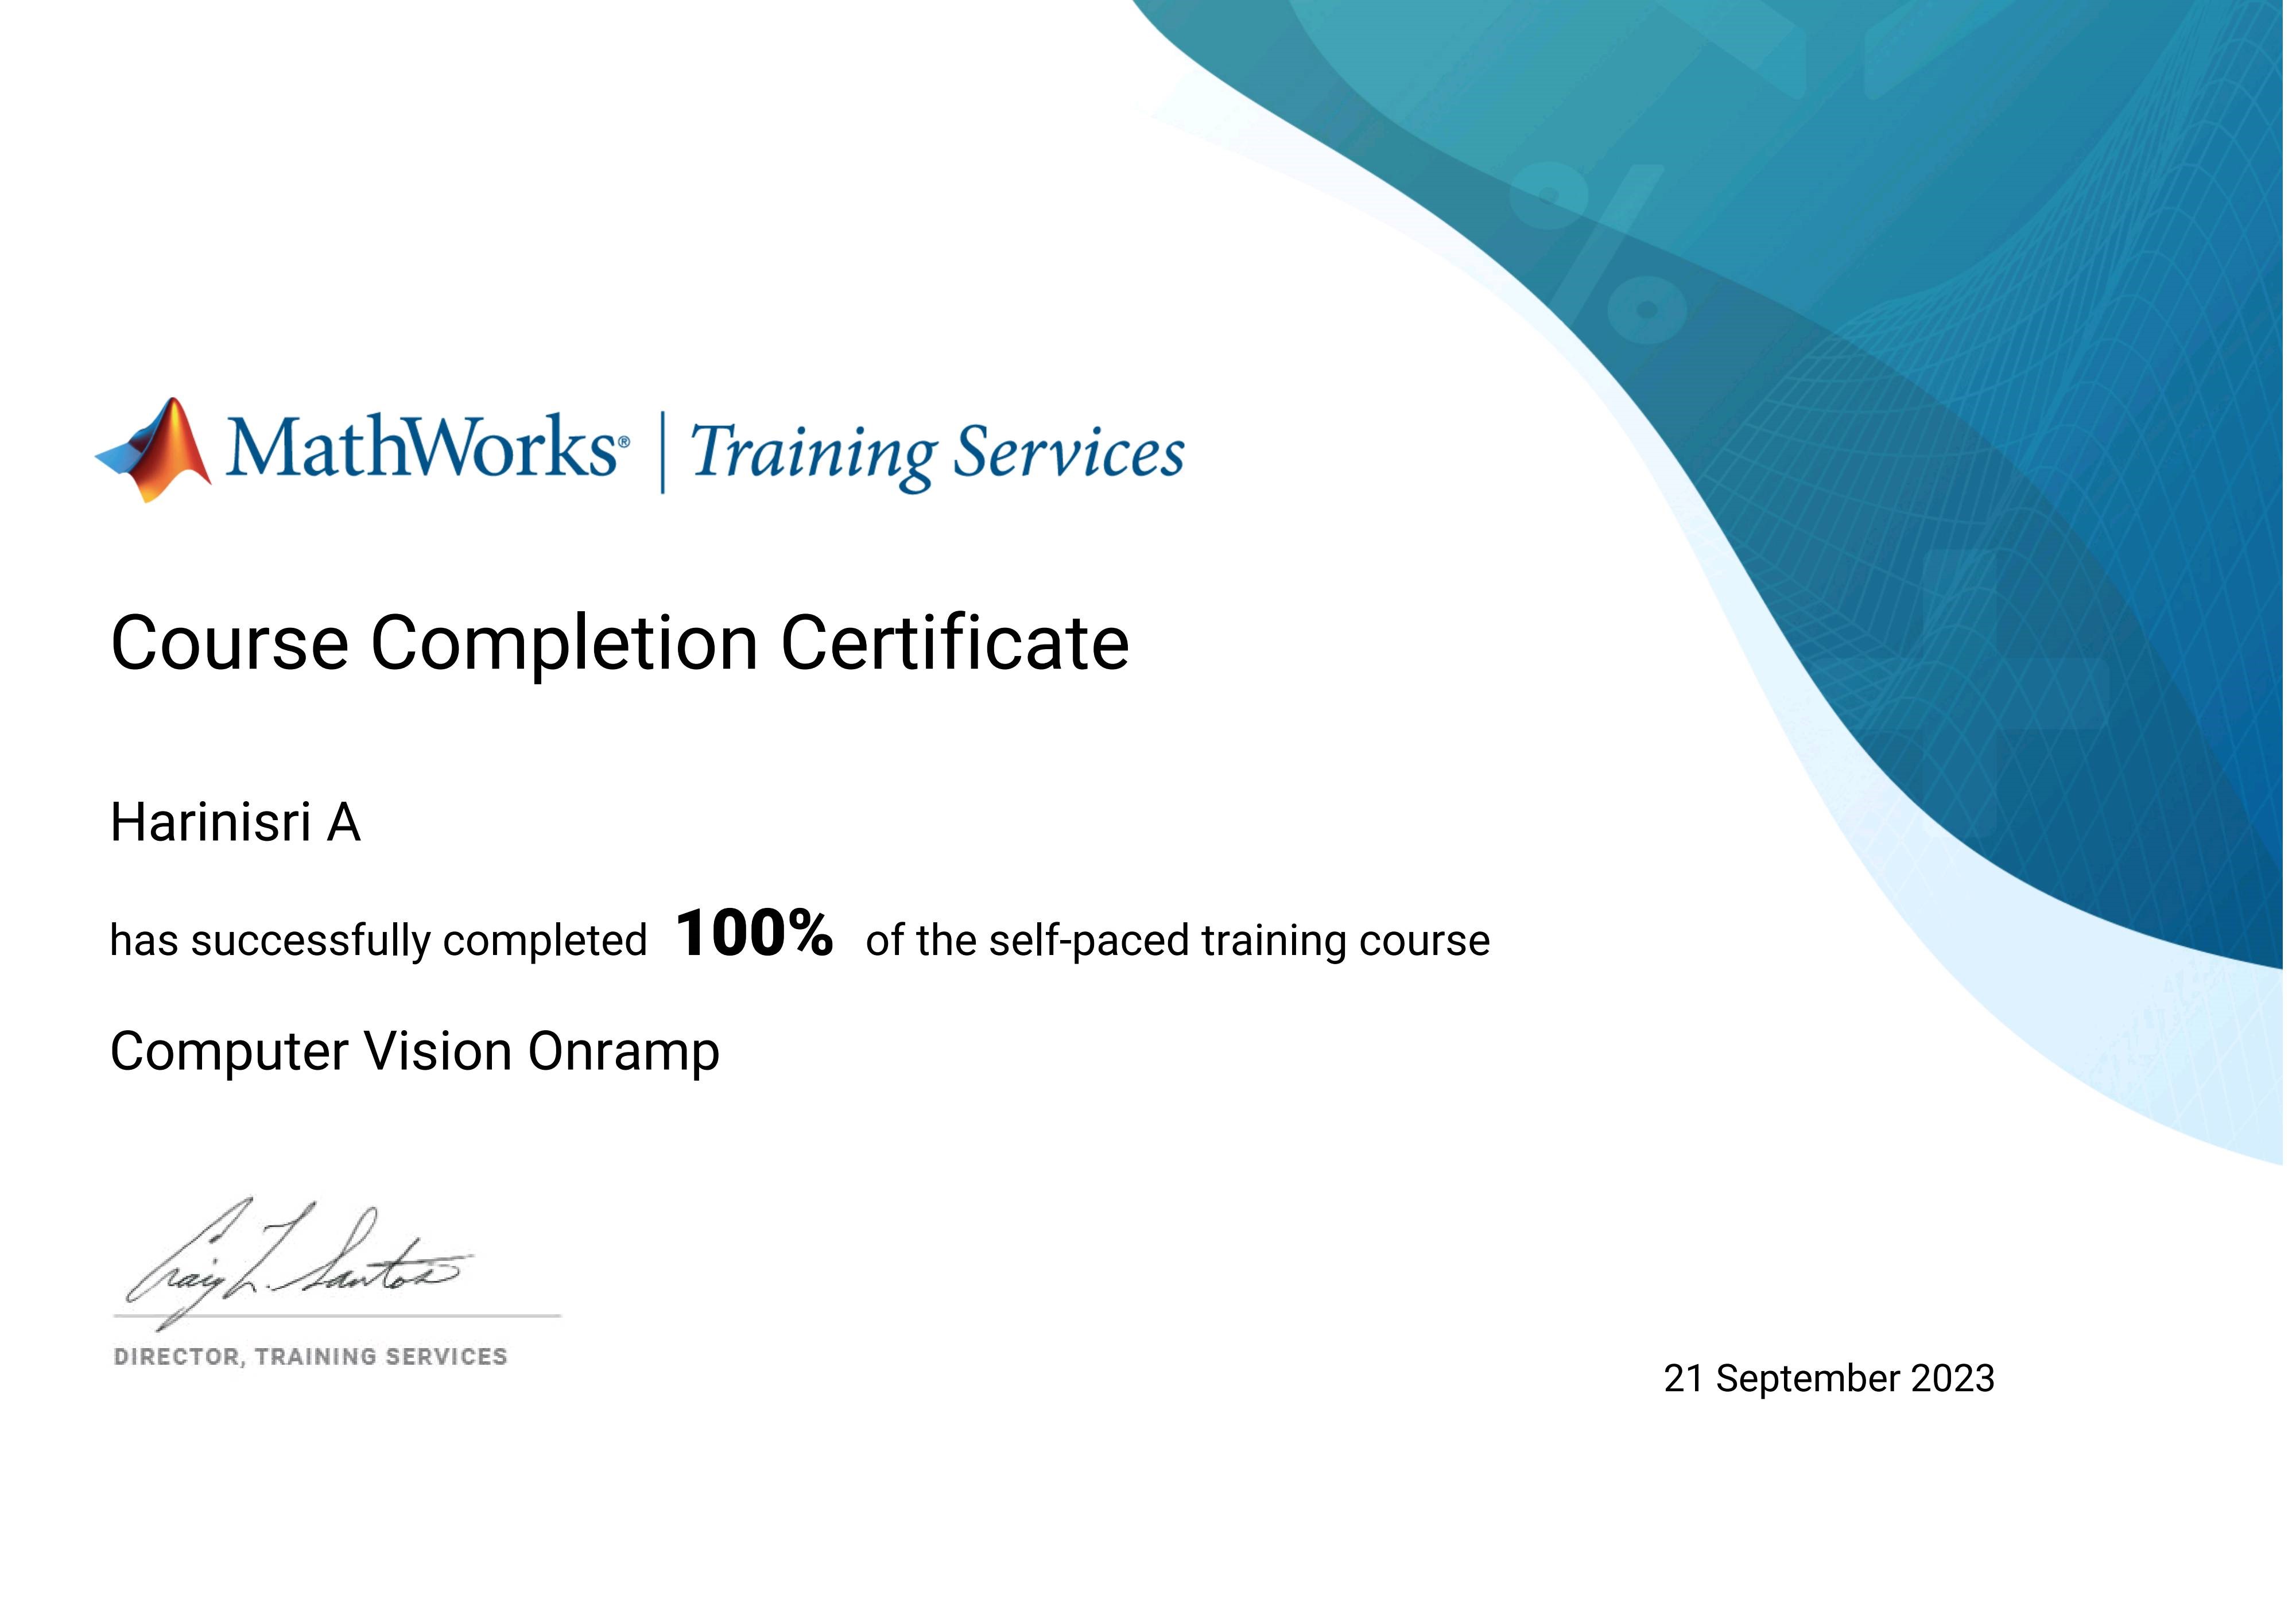 MathWorks® | Training Services
Course Completion Certificate
Harinisri A
has successfully completed 100% of the self-paced training course
Computer Vision Onramp
Craig L. Santos
DIRECTOR, TRAINING SERVICES
21 September 2023